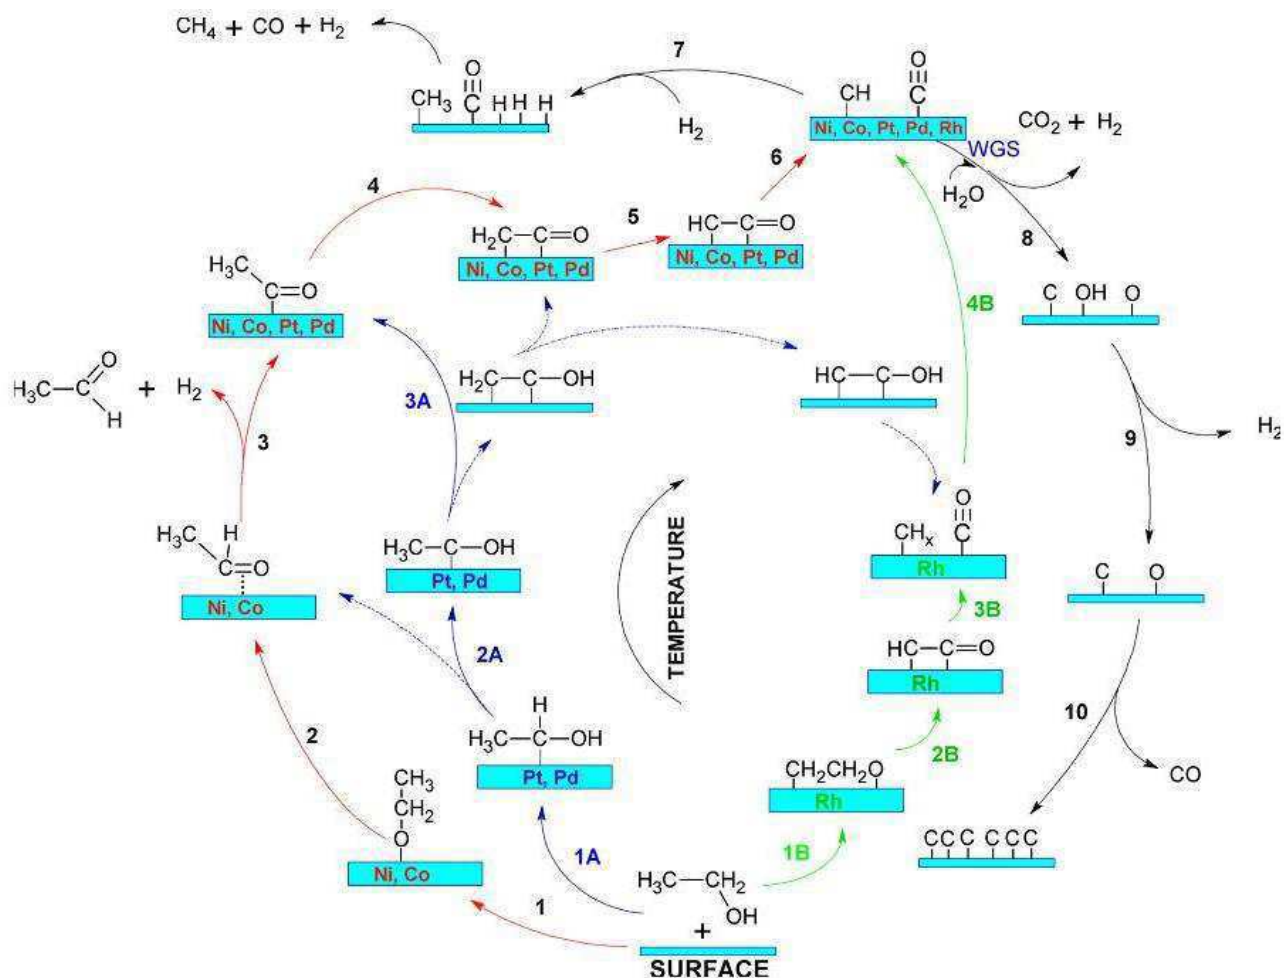 CH₄ + CO + H₂
7
O
C
CH₃
H H H
H₂
CH
O
C
Ni, Co, Pt, Pd, Rh
CO₂ + H₂
WGS
H₂O
8
6
4
H₂C—C=O
Ni, Co, Pt, Pd
5
HC—C=O
Ni, Co, Pt, Pd
H₃C
C=O
Ni, Co, Pt, Pd
4B
C OH O
O
H₃C—C
H
+ H₂
3
3A
H₂C—C—OH
HC—C—OH
9
H₂
H₃C H
C=O
Ni, Co
H₃C—C—OH
Pt, Pd
TEMPERATURE
O
CHₓ C
Rh
3B
C O
2A
HC—C=O
Rh
2
H
H₃C—C—OH
Pt, Pd
2B
10
CO
CH₃
CH₂
O
Ni, Co
CH₂CH₂O
Rh
CCC CCC
1A
1B
H₃C—CH₂
OH
1
+
SURFACE